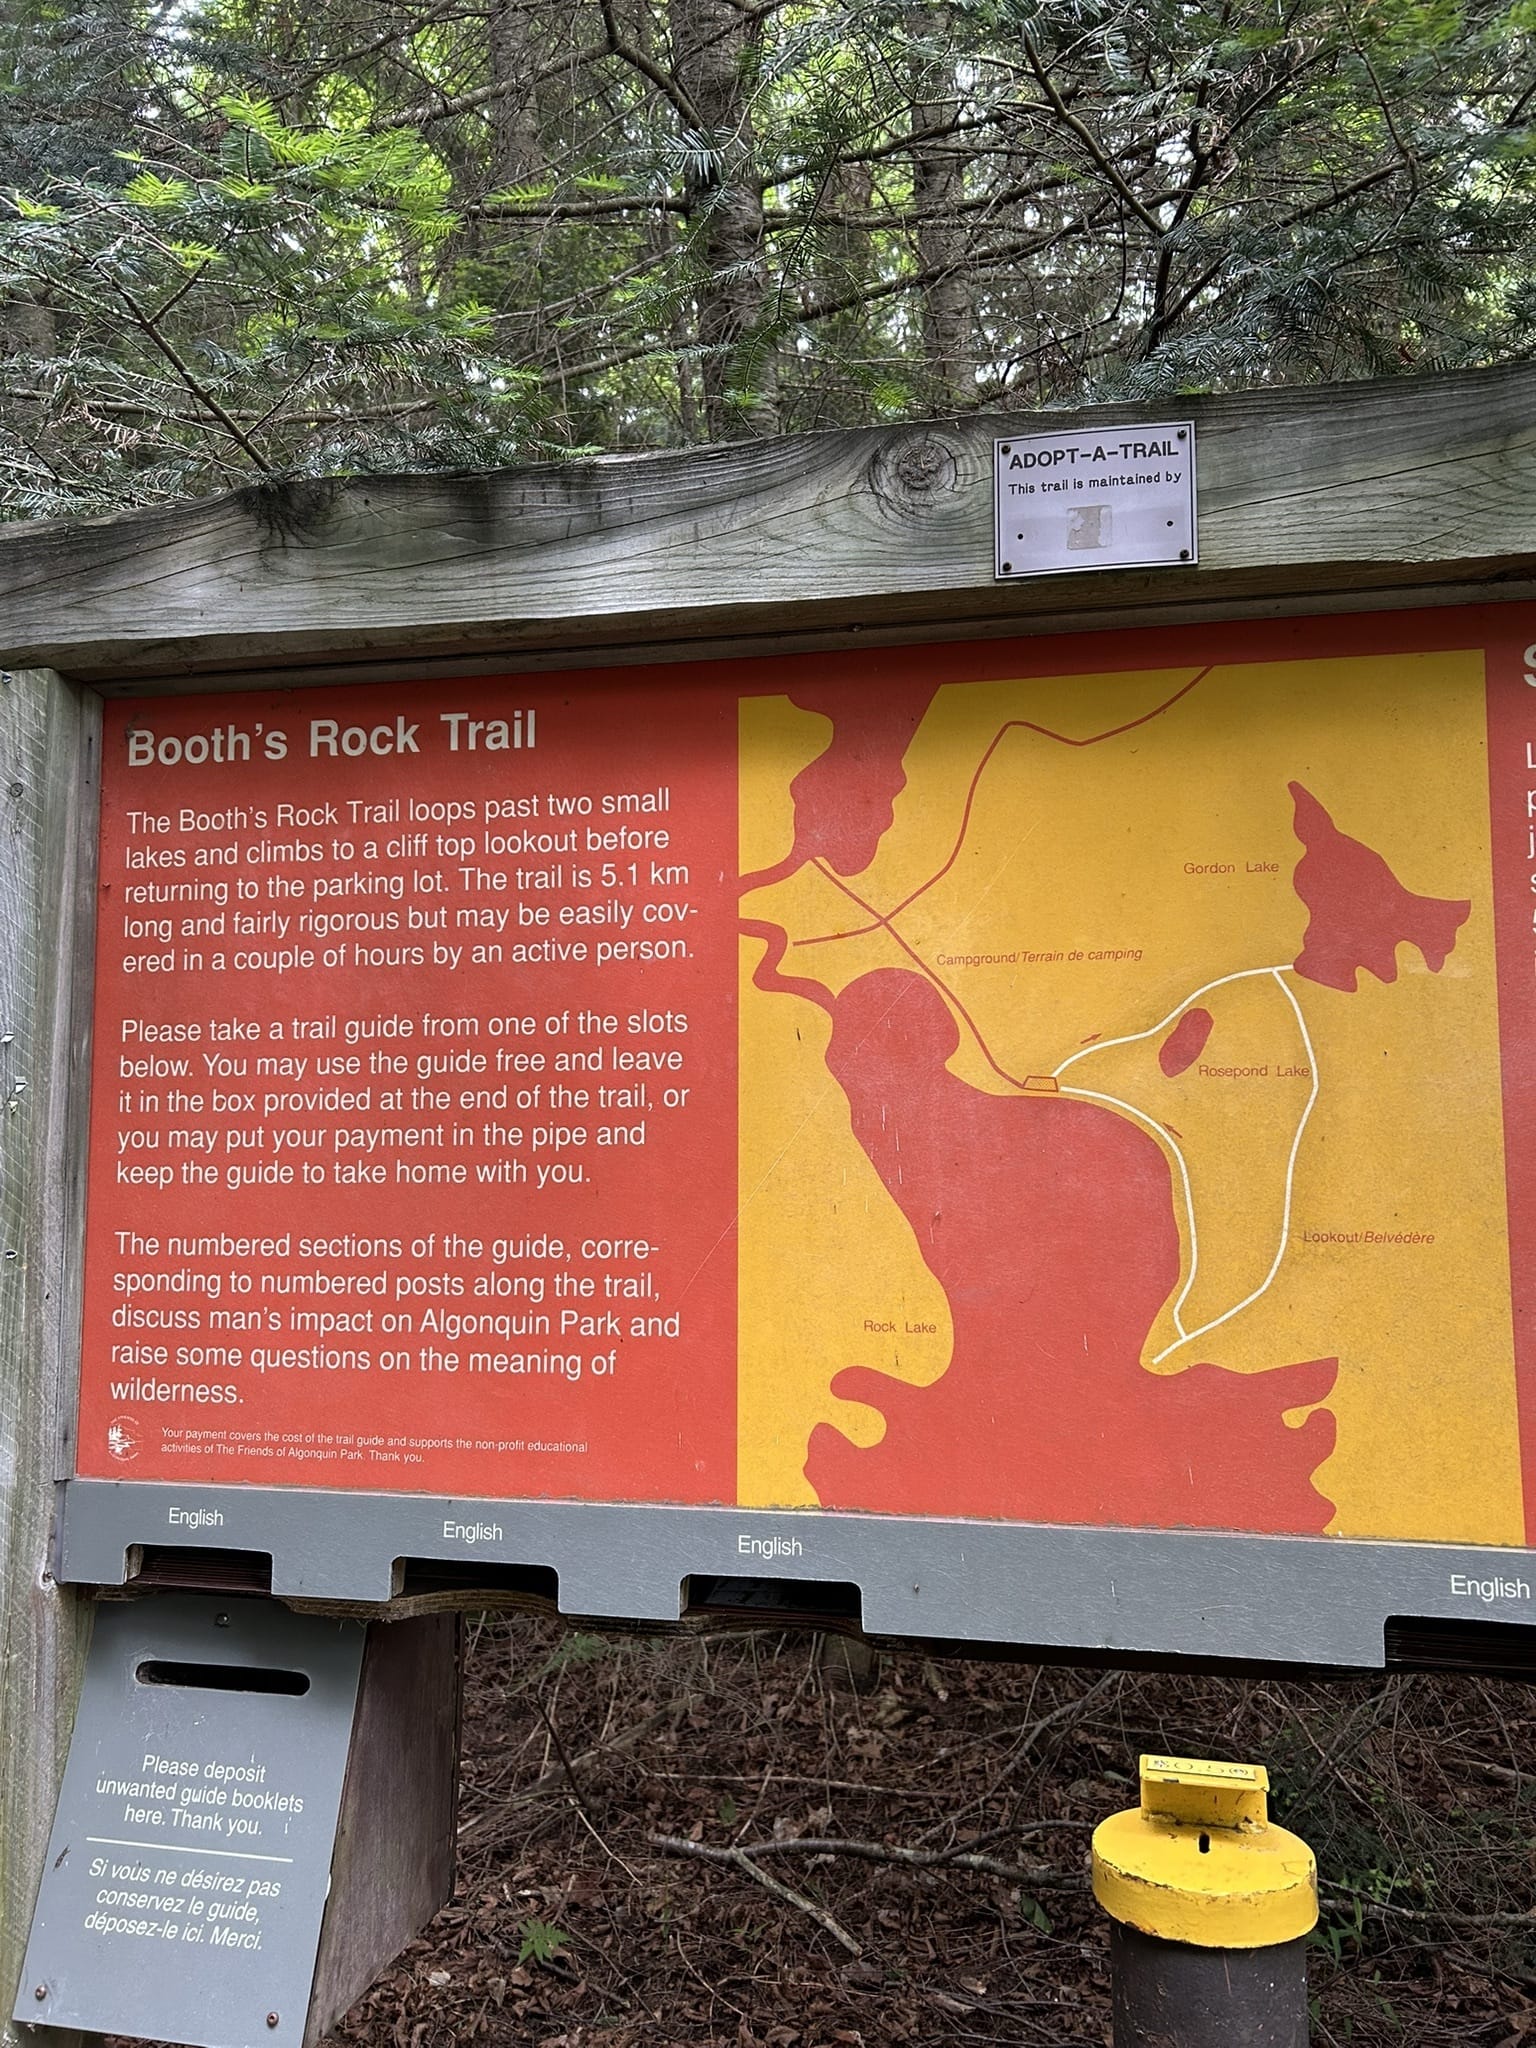 ADOPT-A-TRAIL
This trail is maintained by
Booth's Rock Trail
The Booth's Rock Trail loops past two small
lakes and climbs to a cliff top lookout before
returning to the parking lot. The trail is 5.1 km
long and fairly rigorous but may be easily cov-
ered in a couple of hours by an active person.
Please take a trail guide from one of the slots
below. You may use the guide free and leave
it in the box provided at the end of the trail, or
you may put your payment in the pipe and
keep the guide to take home with you.
The numbered sections of the guide, corre-
sponding to numbered posts along the trail,
discuss man's impact on Algonquin Park and
raise some questions on the meaning of
wilderness.
Your payment covers the cost of the trail guide and supports the non-profit educational
activities of The Friends of Algonquin Park. Thank you.
Gordon Lake
Campground/Terrain de camping
Rosepond Lake
Lookout/Belvédère
Rock Lake
English
English
English
English
Please deposit
unwanted guide booklets
here. Thank you.
Si vous ne désirez pas
conservez le guide,
déposez-le ici. Merci.